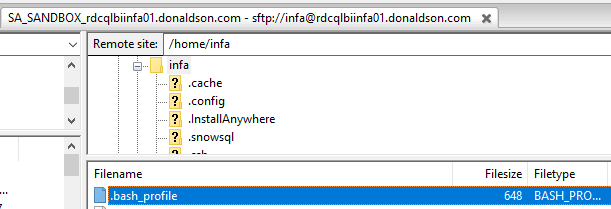 SA_SANDBOX_rdcqlbiinfa01.donaldson.com - sftp://infa@rdcqlbiinfa01.donaldson.com
Remote site: /home/infa
infa
.cache
.config
.InstallAnywhere
.snowsql
Filename Filesize Filetype
.bash_profile 648 BASH_PRO...